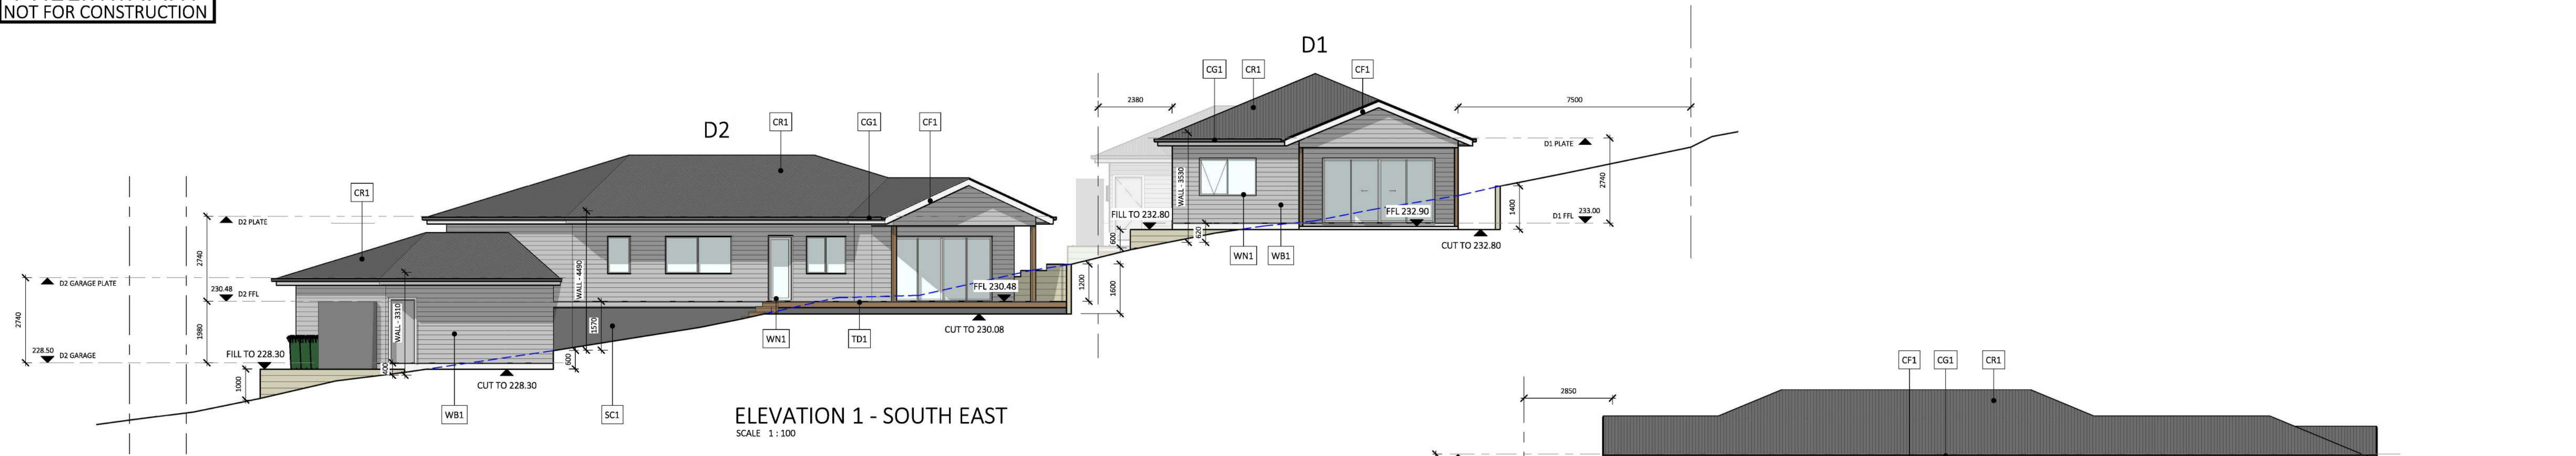 NOT FOR CONSTRUCTION
D1
CG1
CR1
CF1
2380
7500
D2
CR1
CG1
CF1
D1 PLATE
2740
WALL - 3530
CR1
FILL TO 232.80
FFL 232.90
1400
D1 FFL
233.00
D2 PLATE
600
620
CUT TO 232.80
WN1
WB1
2740
WALL - 4490
D2 GARAGE PLATE
230.48
D2 FFL
FFL 230.48
1200
1600
2740
1980
WALL - 3310
1570
CUT TO 230.08
WN1
TD1
228.50
D2 GARAGE
FILL TO 228.30
600
400
1000
CUT TO 228.30
WB1
SC1
ELEVATION 1 - SOUTH EAST
SCALE 1 : 100
CF1
CG1
CR1
2850